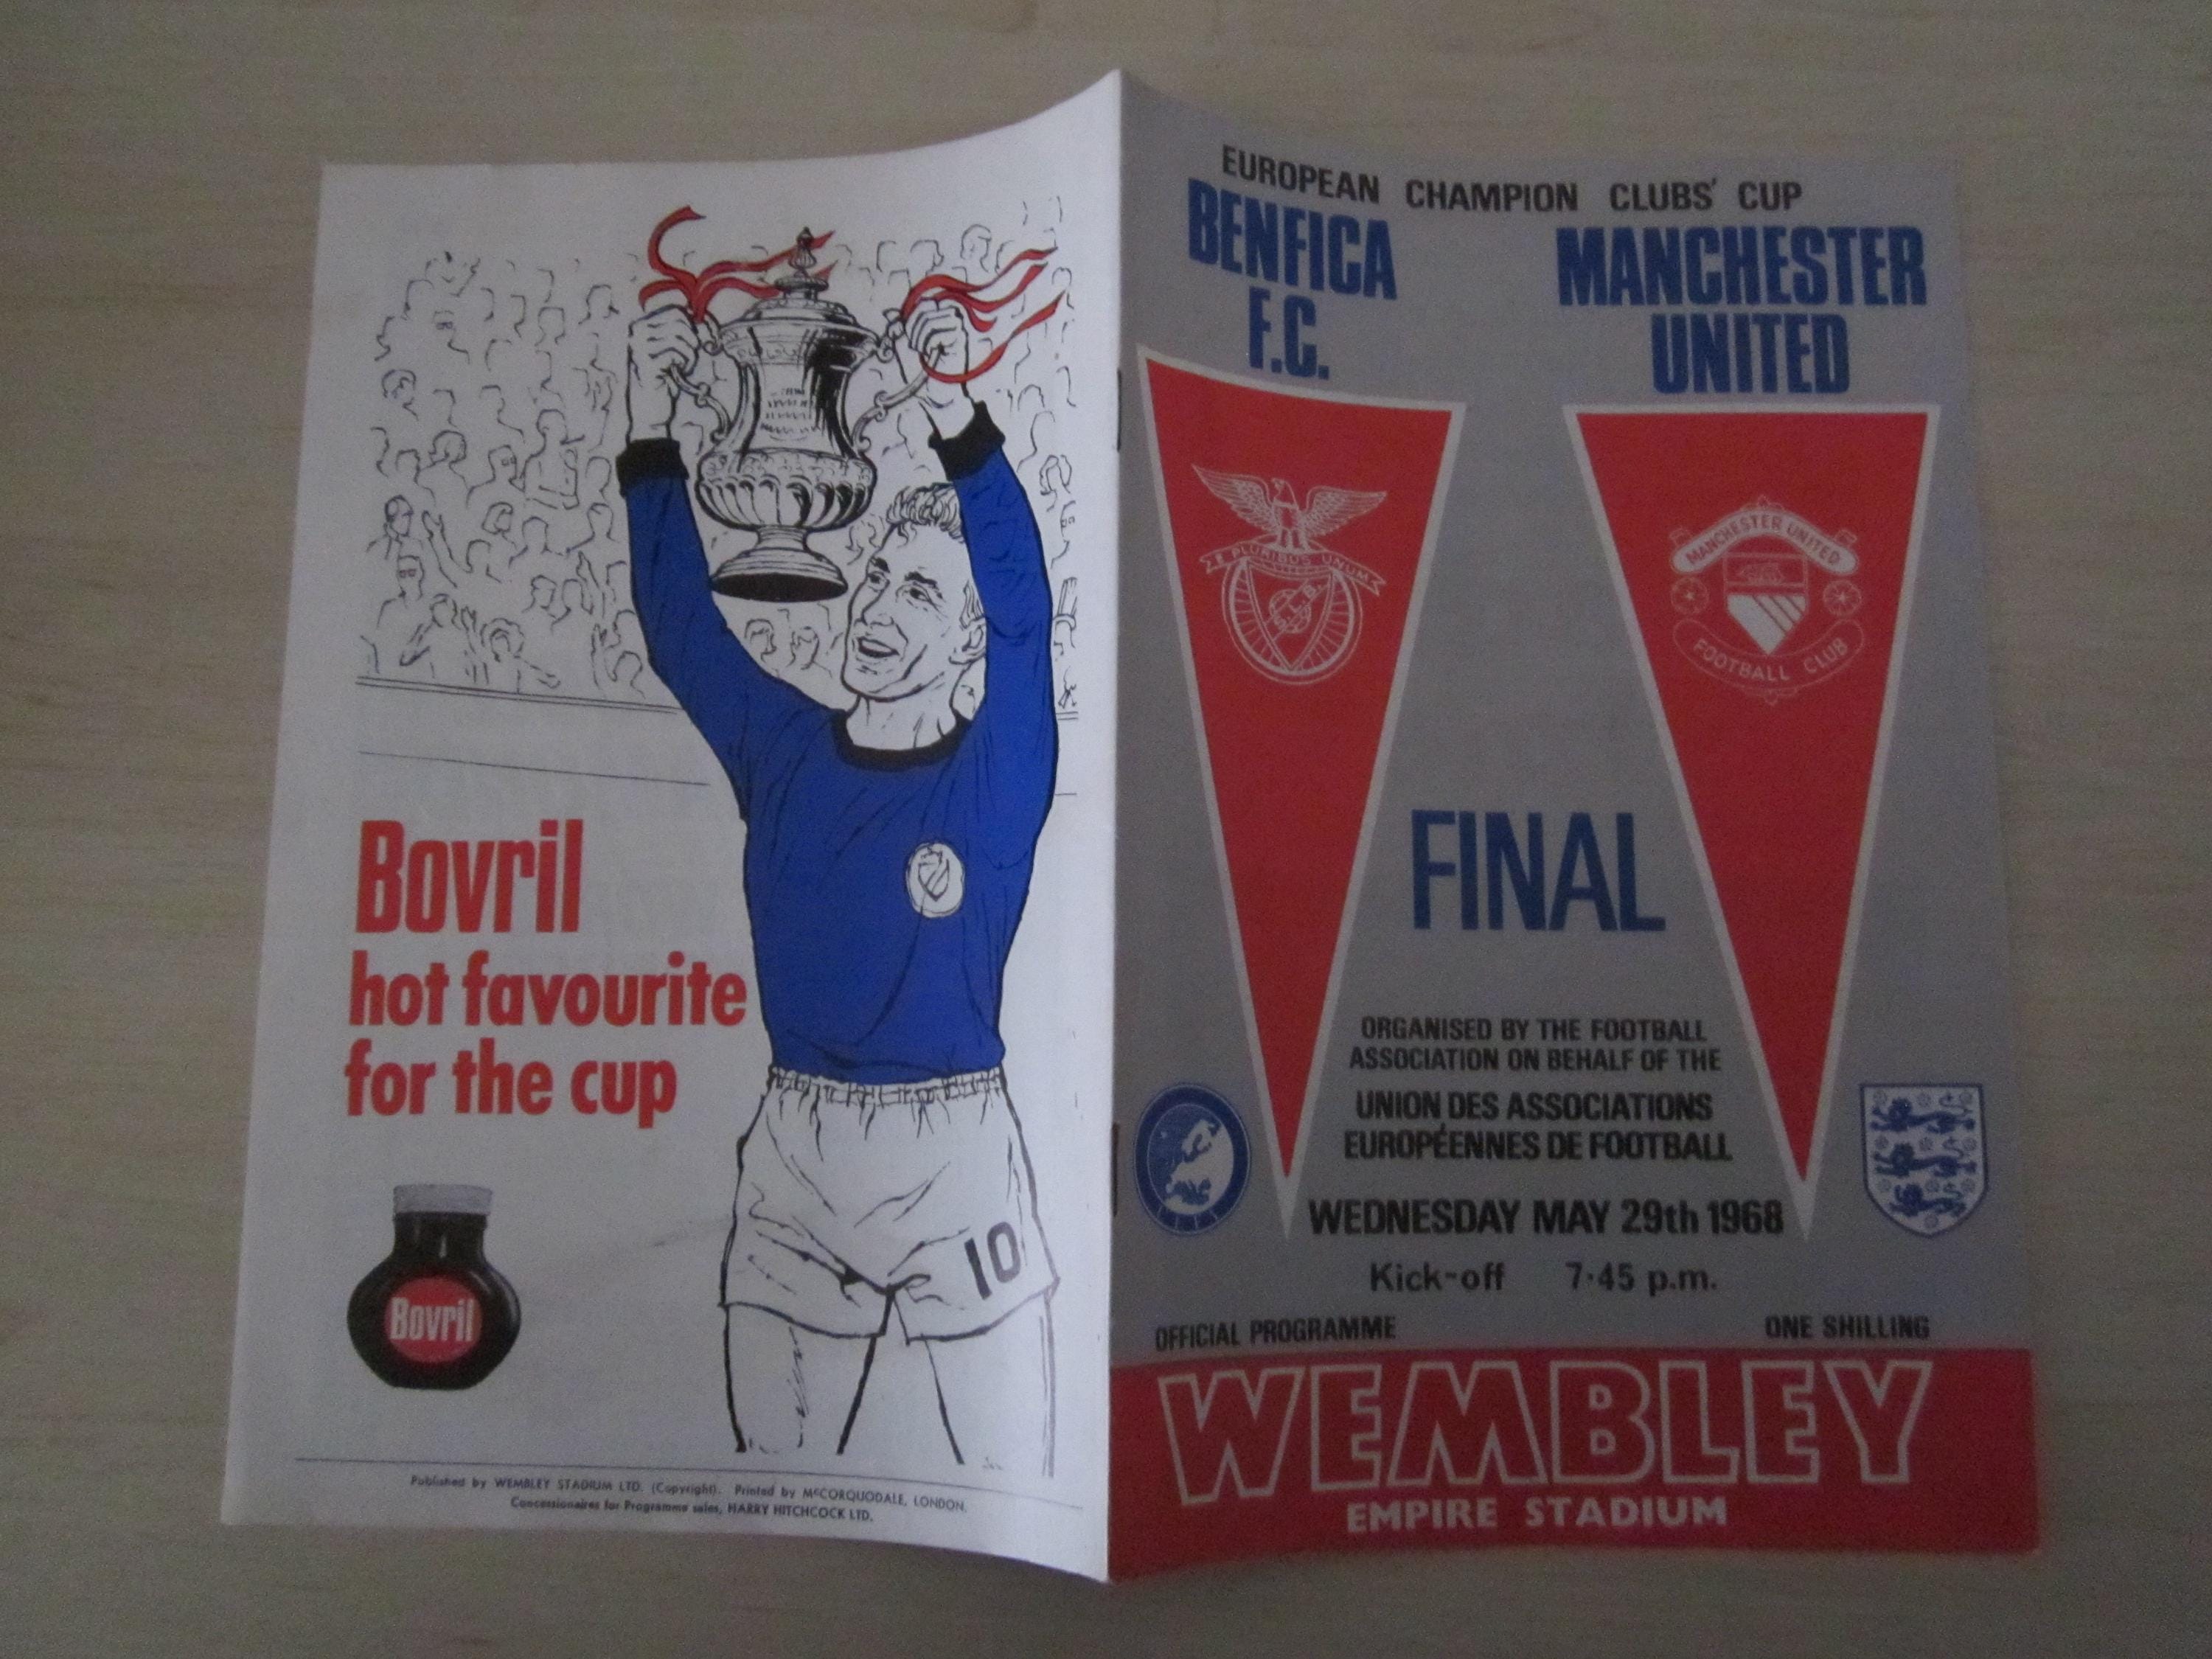 Bovril
hot favourite
for the cup
Bovril
10
Published by WEMBLEY STADIUM LTD. (Copyright). Printed by McCORQUODALE, LONDON.
Concessionaires for Programme sales, HARRY HITCHCOCK LTD.
EUROPEAN CHAMPION CLUBS' CUP
BENFICA
F.C.
MANCHESTER
UNITED
E PLURIBUS UNUM
S.L.B.
MANCHESTER UNITED
FOOTBALL CLUB
FINAL
ORGANISED BY THE FOOTBALL
ASSOCIATION ON BEHALF OF THE
UNION DES ASSOCIATIONS
EUROPÉENNES DE FOOTBALL
WEDNESDAY MAY 29th 1968
Kick-off 7·45 p.m.
OFFICIAL PROGRAMME ONE SHILLING
WEMBLEY
EMPIRE STADIUM